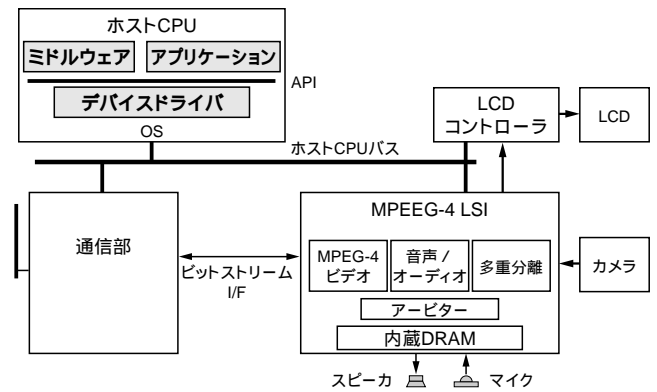 ホストCPU
ミドルウェア
アプリケーション
API
デバイスドライバ
OS
ホストCPUバス
LCD
コントローラ
LCD
通信部
ビットストリーム
I/F
MPEEG-4 LSI
MPEG-4
ビデオ
音声 /
オーディオ
多重分離
カメラ
アービター
内蔵DRAM
スピーカ
マイク